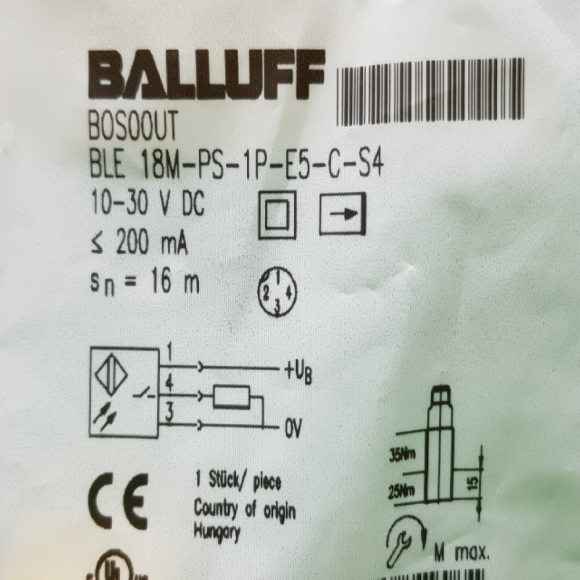 BALLUFF
BOS00UT
BLE 18M-PS-1P-E5-C-S4
10-30 V DC
≤ 200 mA
sn = 16 m
1
2 4
3
1
+UB
4
3
0V
35Nm
25Nm
15
CE
1 Stück/ piece
Country of origin
Hungary
M max.